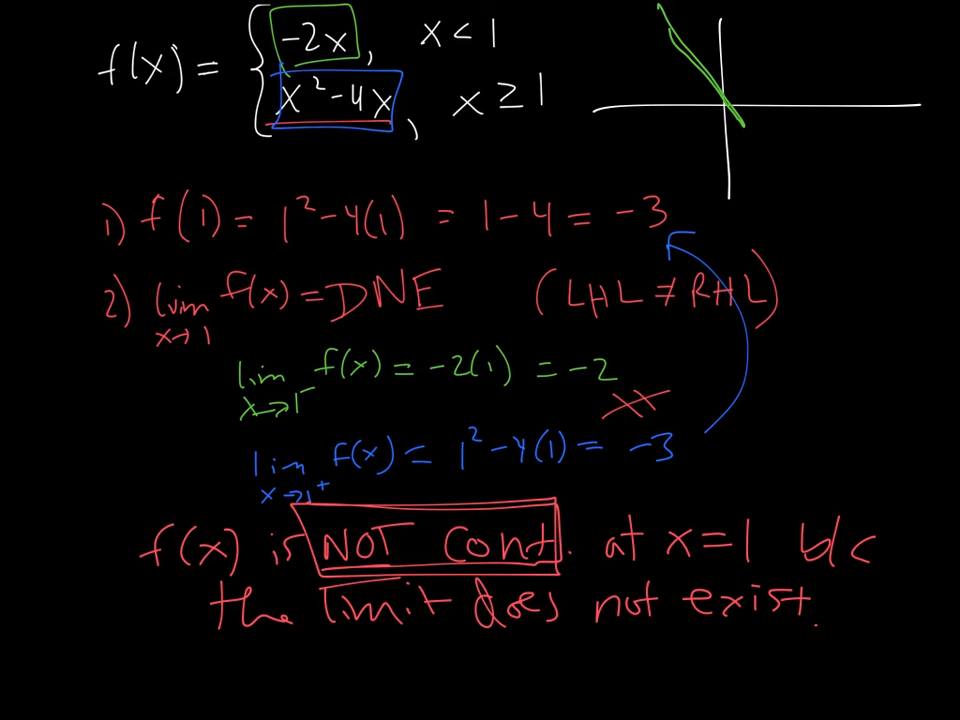 f(x) = { -2x, x < 1
x² - 4x, x ≥ 1
1) f(1) = 1² - 4(1) = 1 - 4 = -3
2) lim x→1 f(x) = DNE (LHL ≠ RHL)
lim x→1⁻ f(x) = -2(1) = -2
lim x→1⁺ f(x) = 1² - 4(1) = -3
f(x) is NOT Cont. at x = 1 b/c
the limit does not exist.